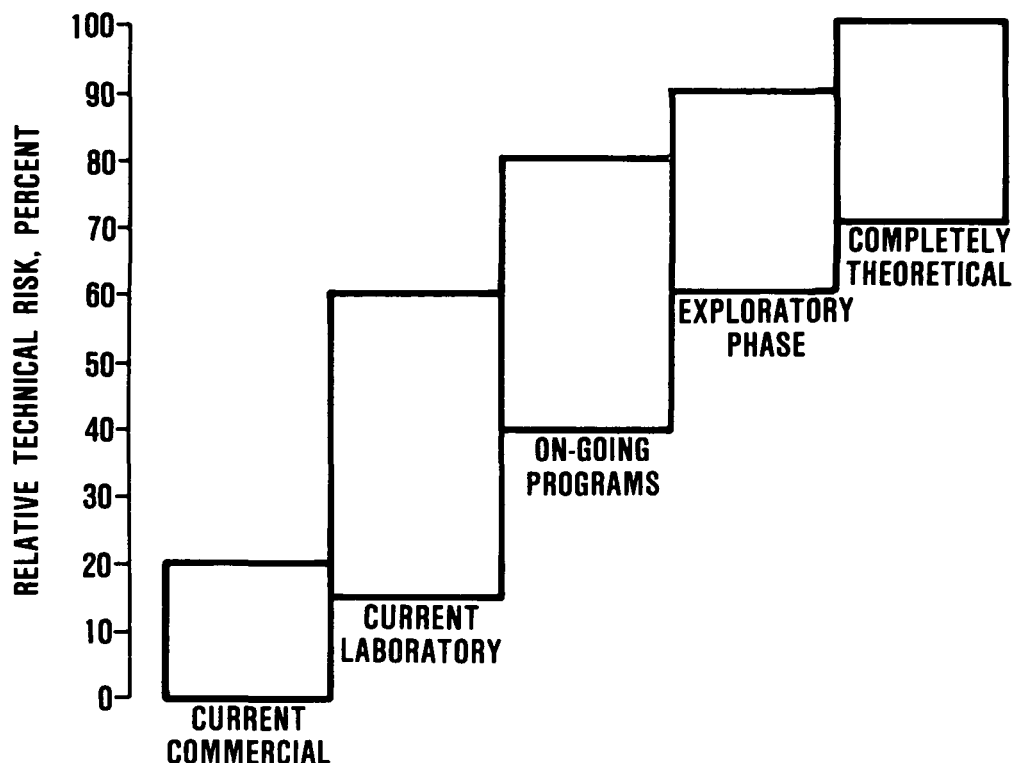 RELATIVE TECHNICAL RISK, PERCENT
100
90
80
70
60
50
40
30
20
10
0
COMPLETELY
THEORETICAL
EXPLORATORY
PHASE
ON-GOING
PROGRAMS
CURRENT
LABORATORY
CURRENT
COMMERCIAL